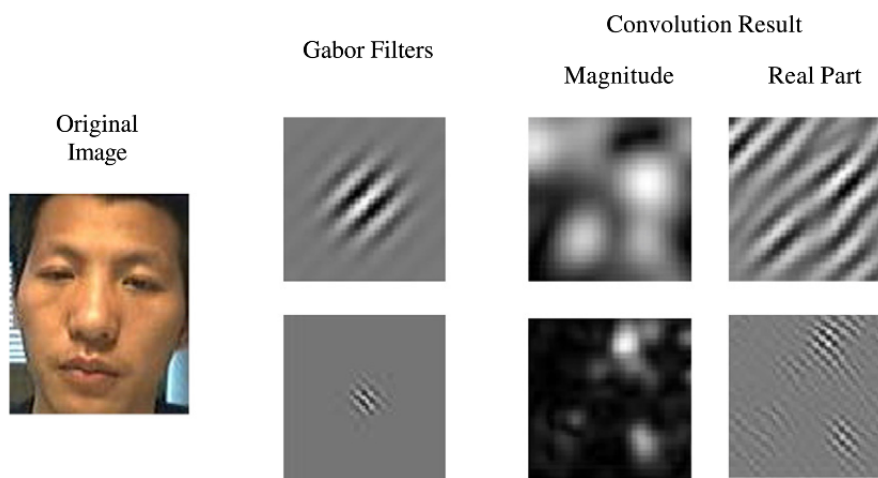 Convolution Result
Gabor Filters
Magnitude
Real Part
Original
Image